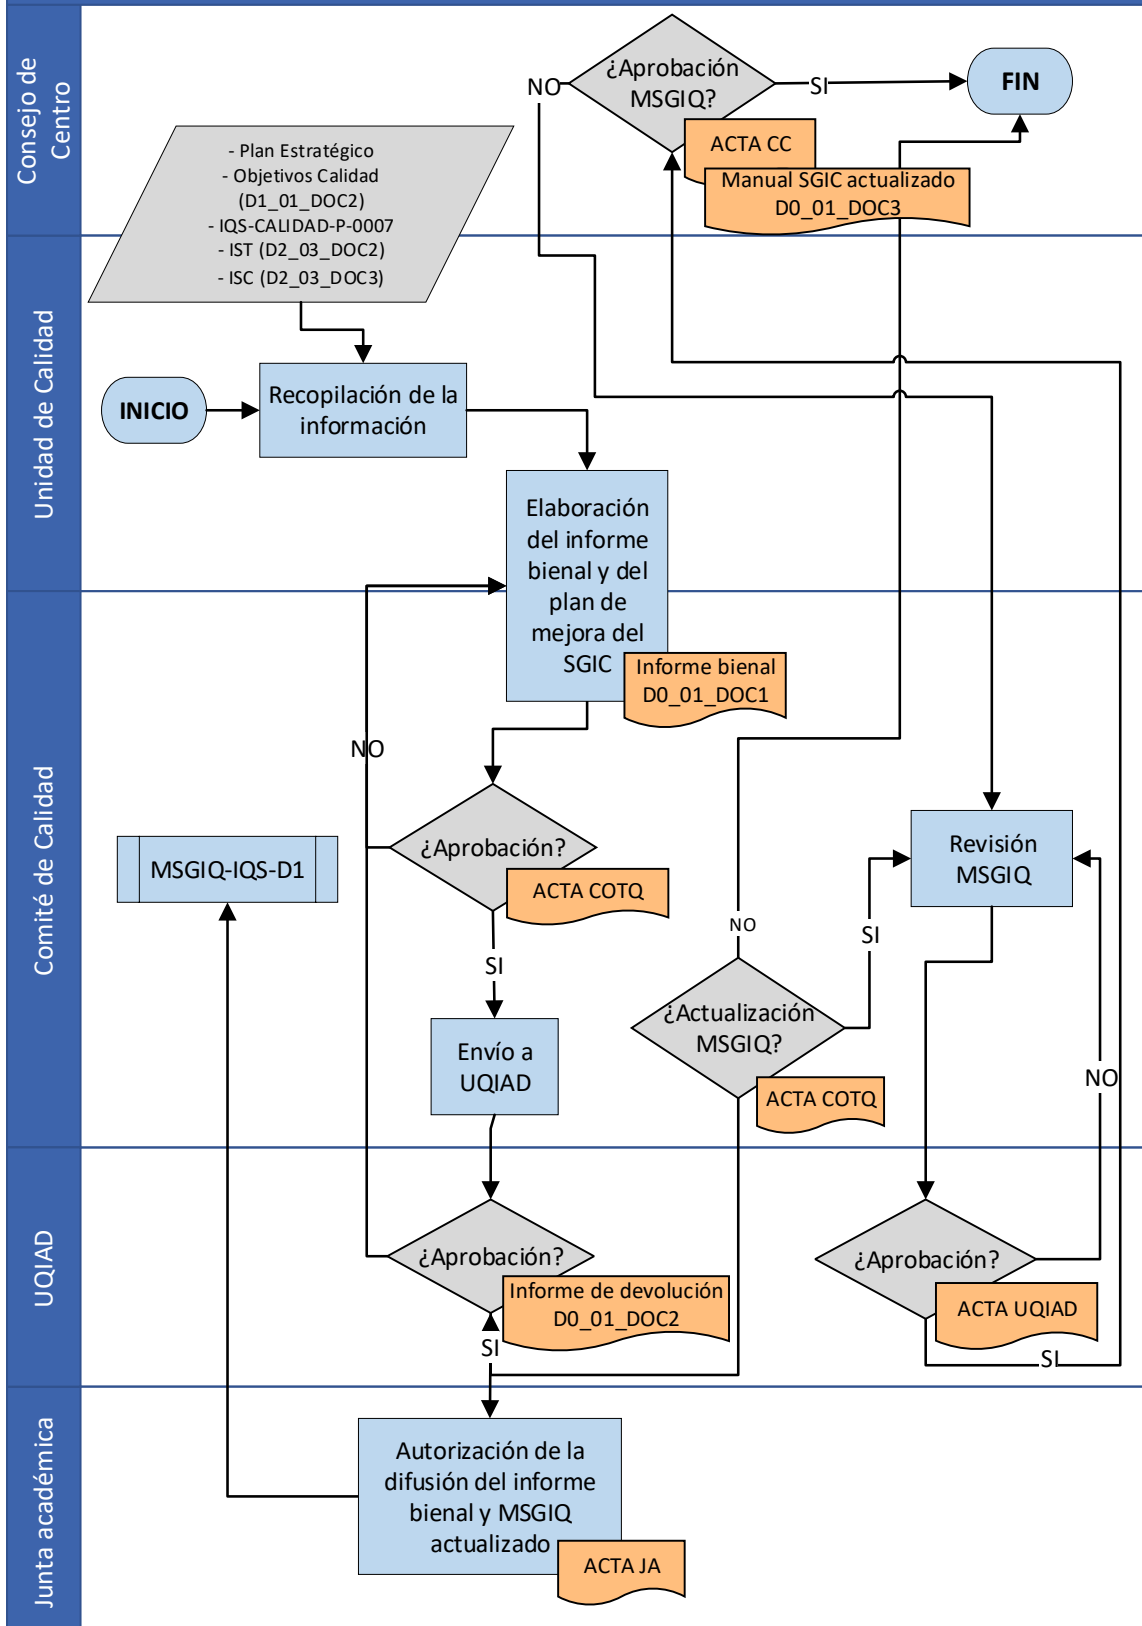 Consejo de
Centro
¿Aprobación
MSGIQ?
NO
SI
FIN
ACTA CC
Manual SGIC actualizado
D0_01_DOC3
- Plan Estratégico
- Objetivos Calidad
(D1_01_DOC2)
- IQS-CALIDAD-P-0007
- IST (D2_03_DOC2)
- ISC (D2_03_DOC3)
Unidad de Calidad
INICIO
Recopilación de la
información
Elaboración
del informe
bienal y del
plan de
mejora del
SGIC
Informe bienal
D0_01_DOC1
Comité de Calidad
NO
¿Aprobación?
ACTA COTQ
SI
MSGIQ-IQS-D1
Revisión
MSGIQ
NO
SI
¿Actualización
MSGIQ?
ACTA COTQ
Envío a
UQIAD
NO
UQIAD
¿Aprobación?
Informe de devolución
D0_01_DOC2
SI
¿Aprobación?
ACTA UQIAD
SI
Junta académica
Autorización de la
difusión del informe
bienal y MSGIQ
actualizado
ACTA JA